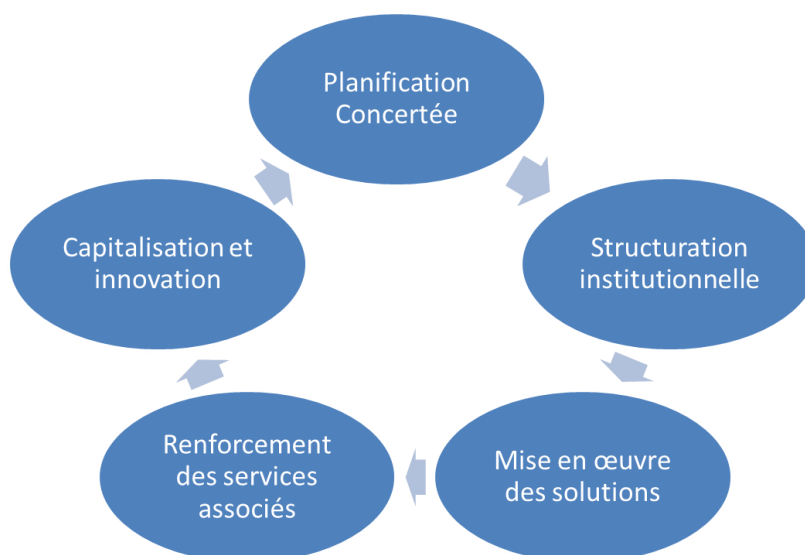 Planification
Concertée
Structuration
institutionnelle
Mise en œuvre
des solutions
Renforcement
des services
associés
Capitalisation et
innovation